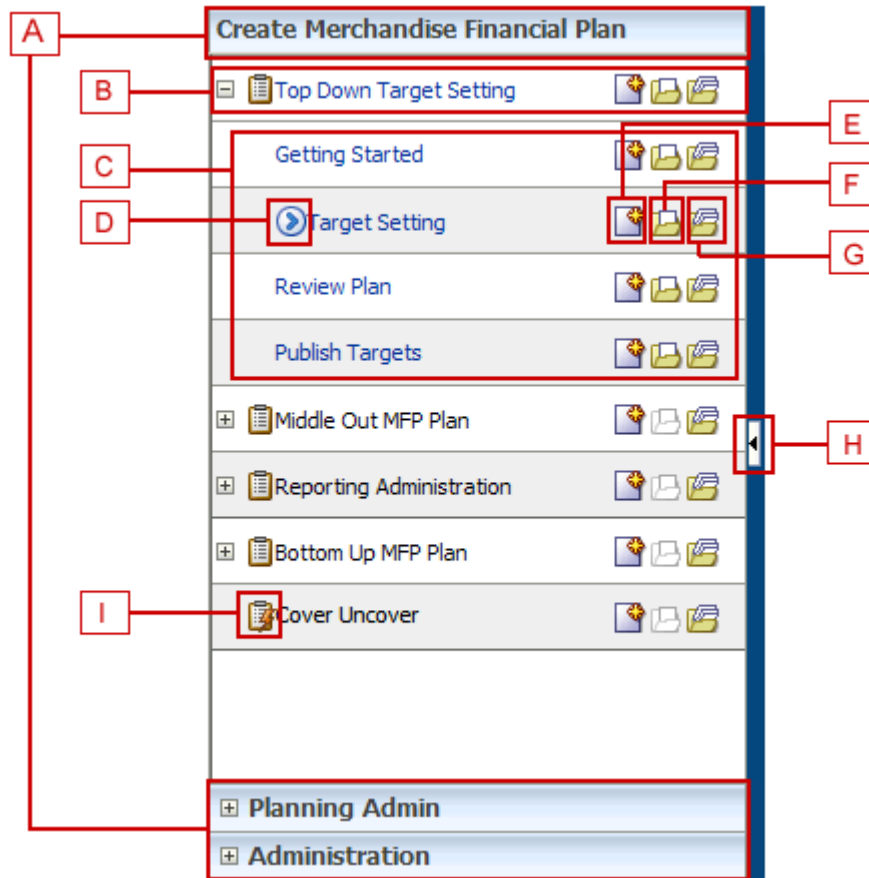 A
Create Merchandise Financial Plan
B
Top Down Target Setting
E
C
Getting Started
F
D
Target Setting
G
Review Plan
Publish Targets
Middle Out MFP Plan
H
Reporting Administration
Bottom Up MFP Plan
I
Cover Uncover
Planning Admin
Administration